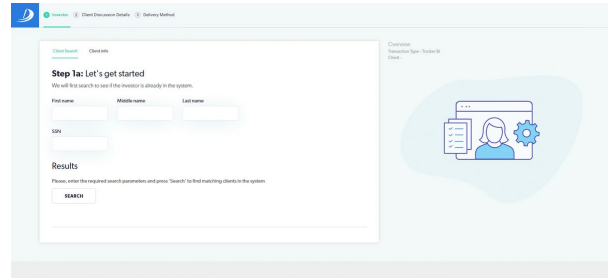 1 Investor 2 Client Discussion Details 3 Delivery Method
Client Search Client Info
Overview
Transaction Type - Tracker BI
Client -
Step 1a: Let's get started
We will first search to see if the investor is already in the system.
First name Middle name Last name
SSN
Results
Please, enter the required search parameters and press 'Search' to find matching clients in the system
SEARCH